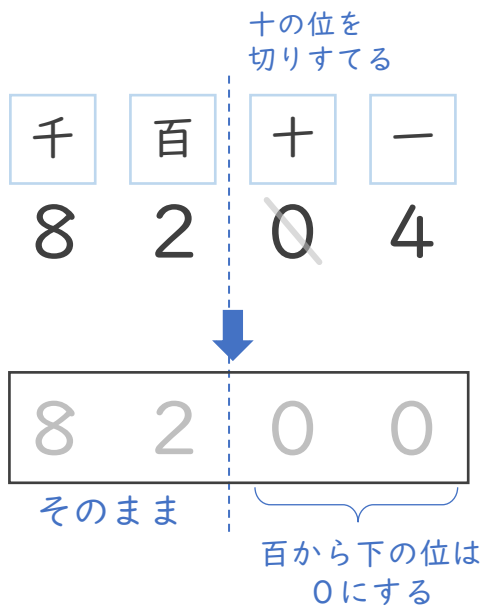 十の位を
切りすてる
千 百 十 一
8 2 0 4
8 2 0 0
そのまま
百から下の位は
0にする